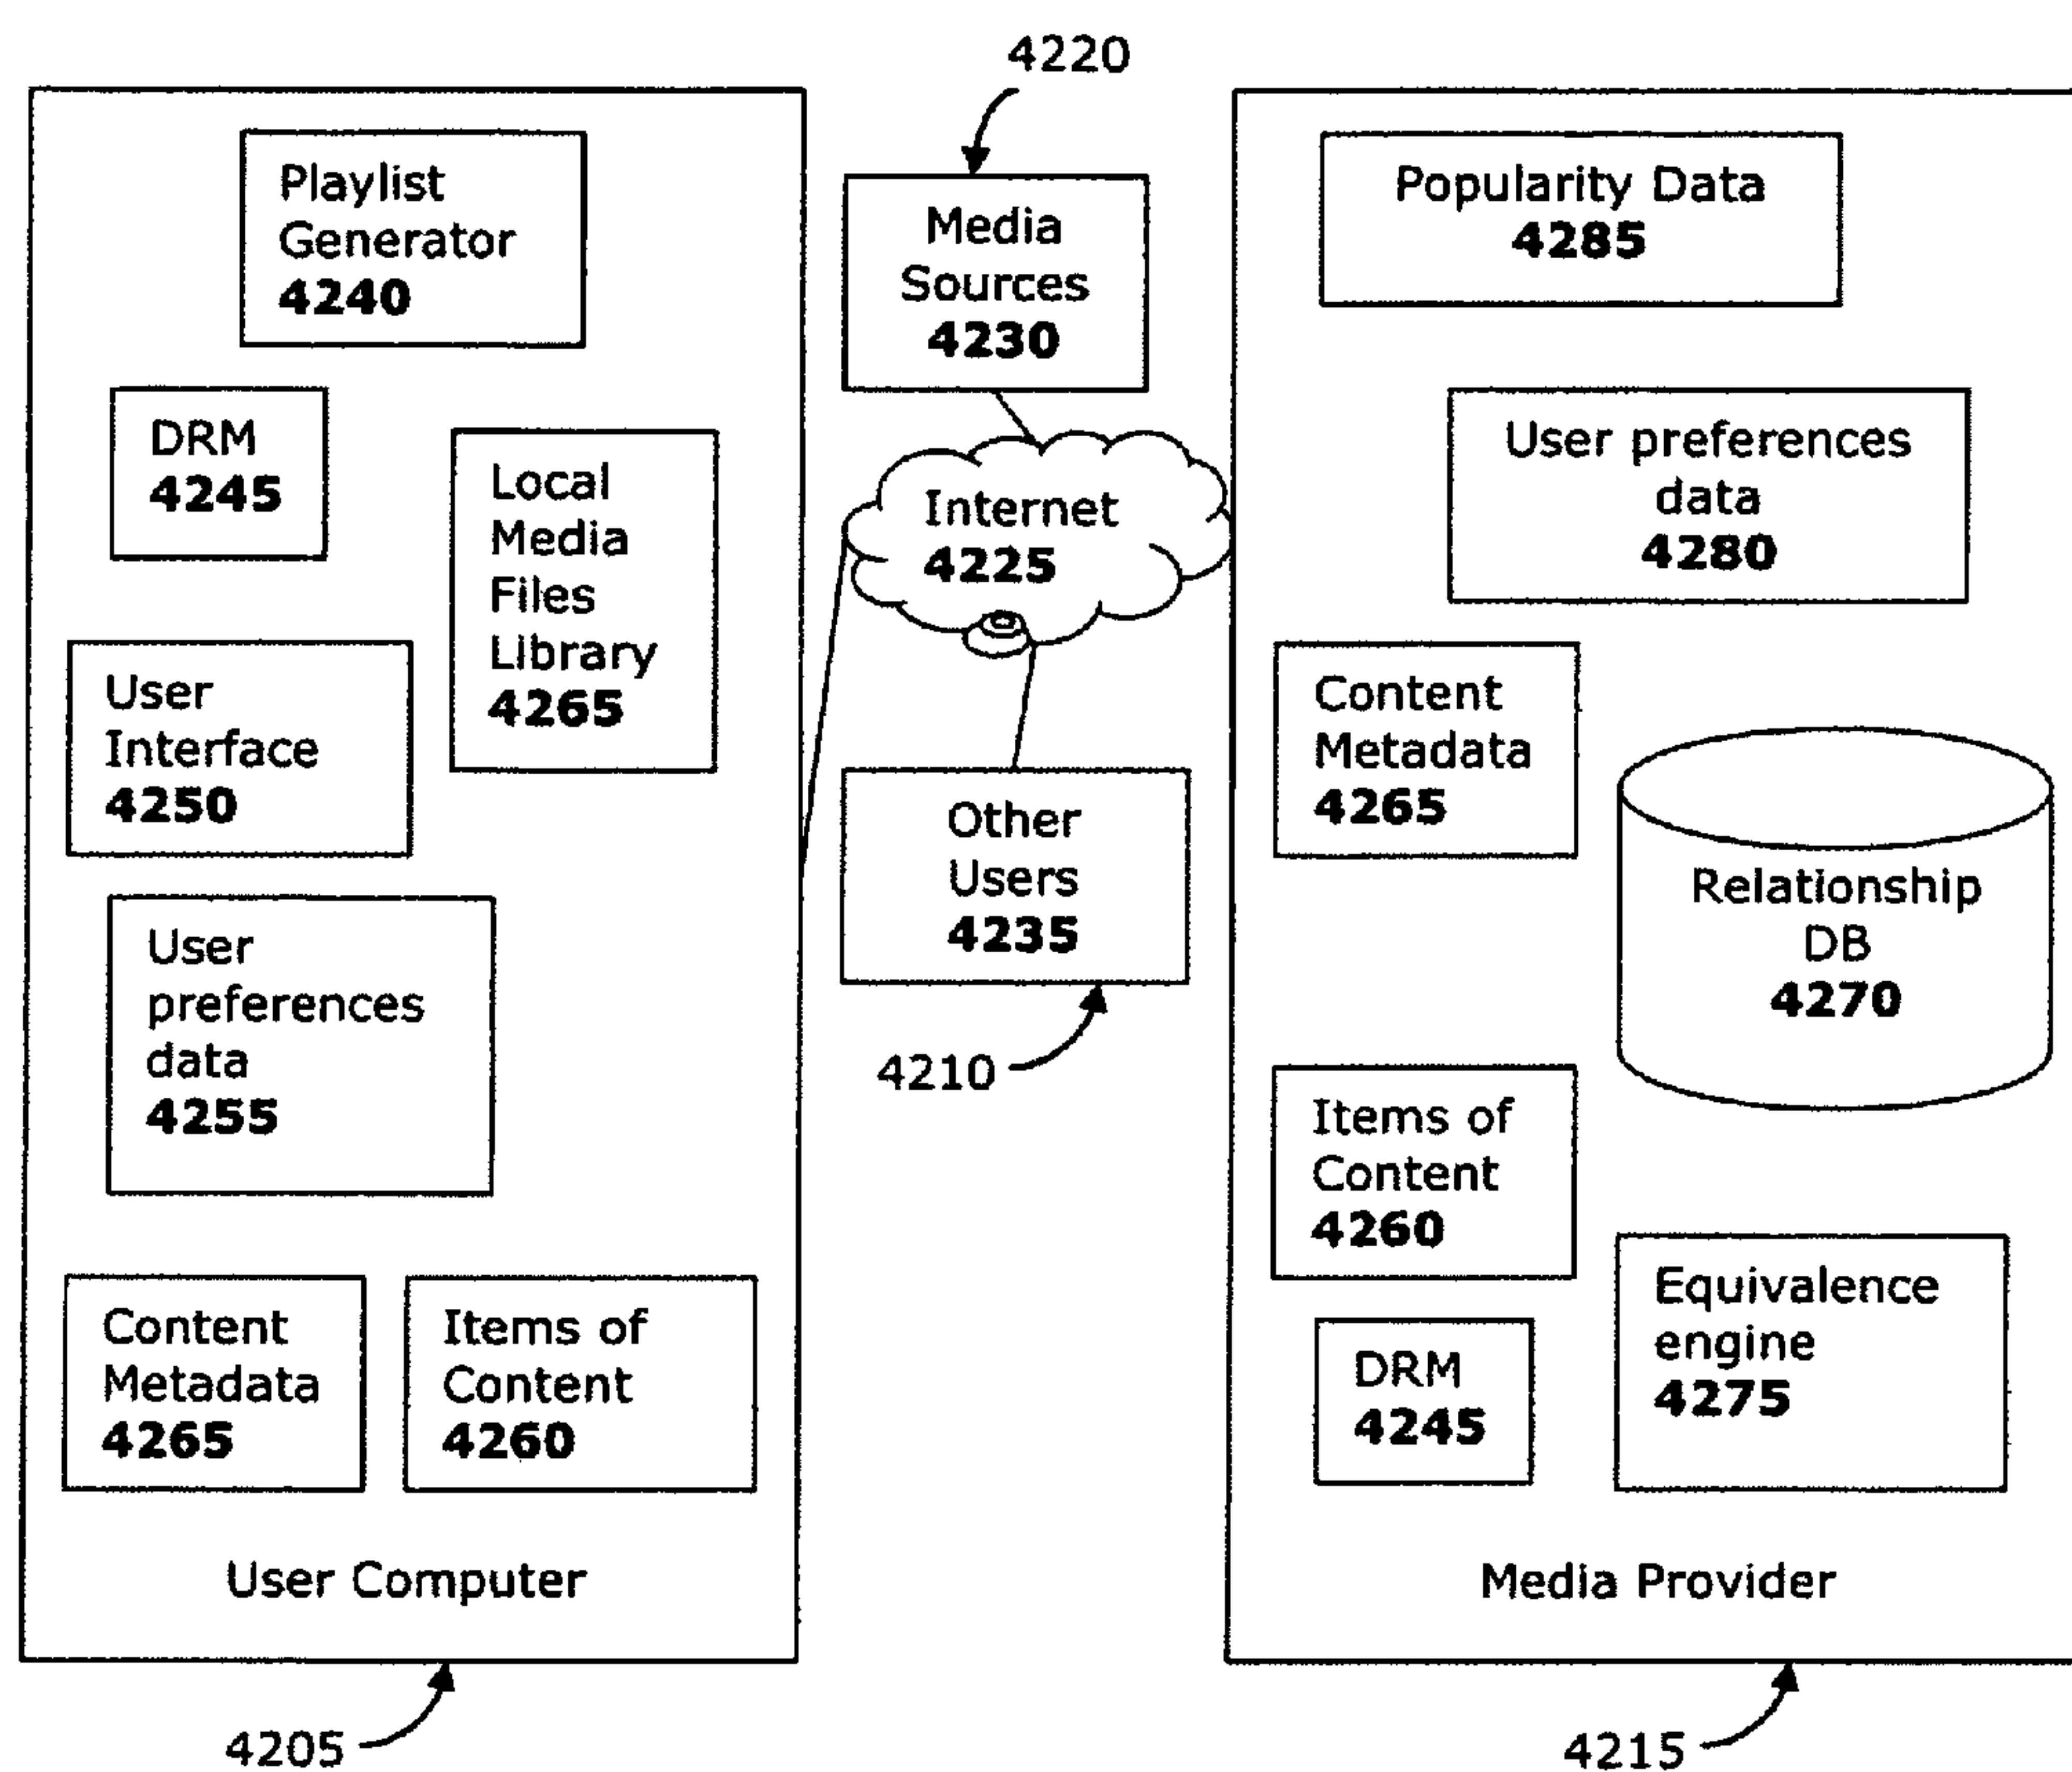 4220
Playlist
Generator
4240
DRM
4245
Local
Media
Files
Library
4265
User
Interface
4250
User
preferences
data
4255
Content
Metadata
4265
Items of
Content
4260
User Computer
4205
Media
Sources
4230
Internet
4225
Other
Users
4235
4210
Popularity Data
4285
User preferences
data
4280
Content
Metadata
4265
Relationship
DB
4270
Items of
Content
4260
Equivalence
engine
4275
DRM
4245
Media Provider
4215